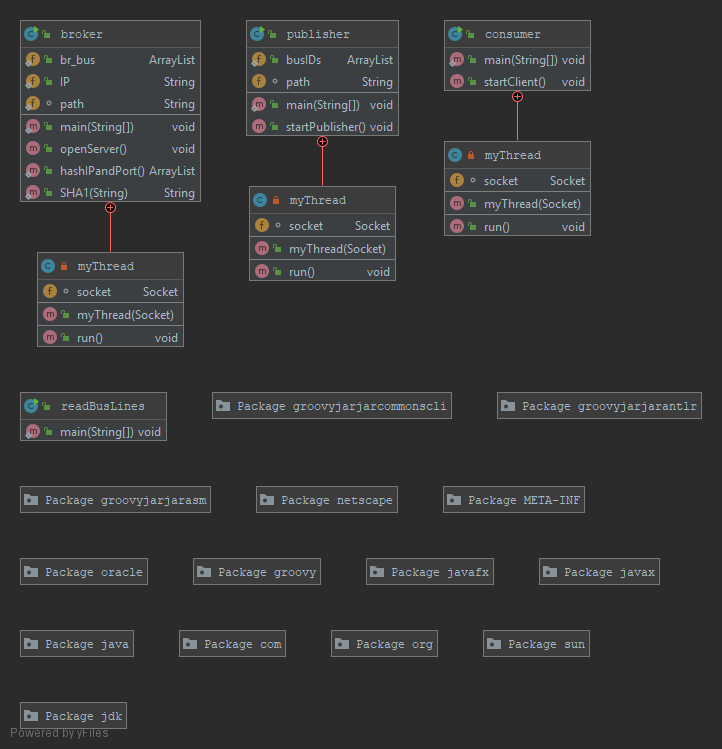 broker
br_bus ArrayList
IP String
path String
main(String[]) void
openServer() void
hashIPandPort() ArrayList
SHA1(String) String
myThread
socket Socket
myThread(Socket)
run() void
publisher
busIDs ArrayList
path String
main(String[]) void
startPublisher() void
myThread
socket Socket
myThread(Socket)
run() void
consumer
main(String[]) void
startClient() void
myThread
socket Socket
myThread(Socket)
run() void
readBusLines
main(String[]) void
Package groovyjarjarcommonscli
Package groovyjarjarantlr
Package groovyjarjarasm
Package netscape
Package META-INF
Package oracle
Package groovy
Package javafx
Package javax
Package java
Package com
Package org
Package sun
Package jdk
Powered by yFiles